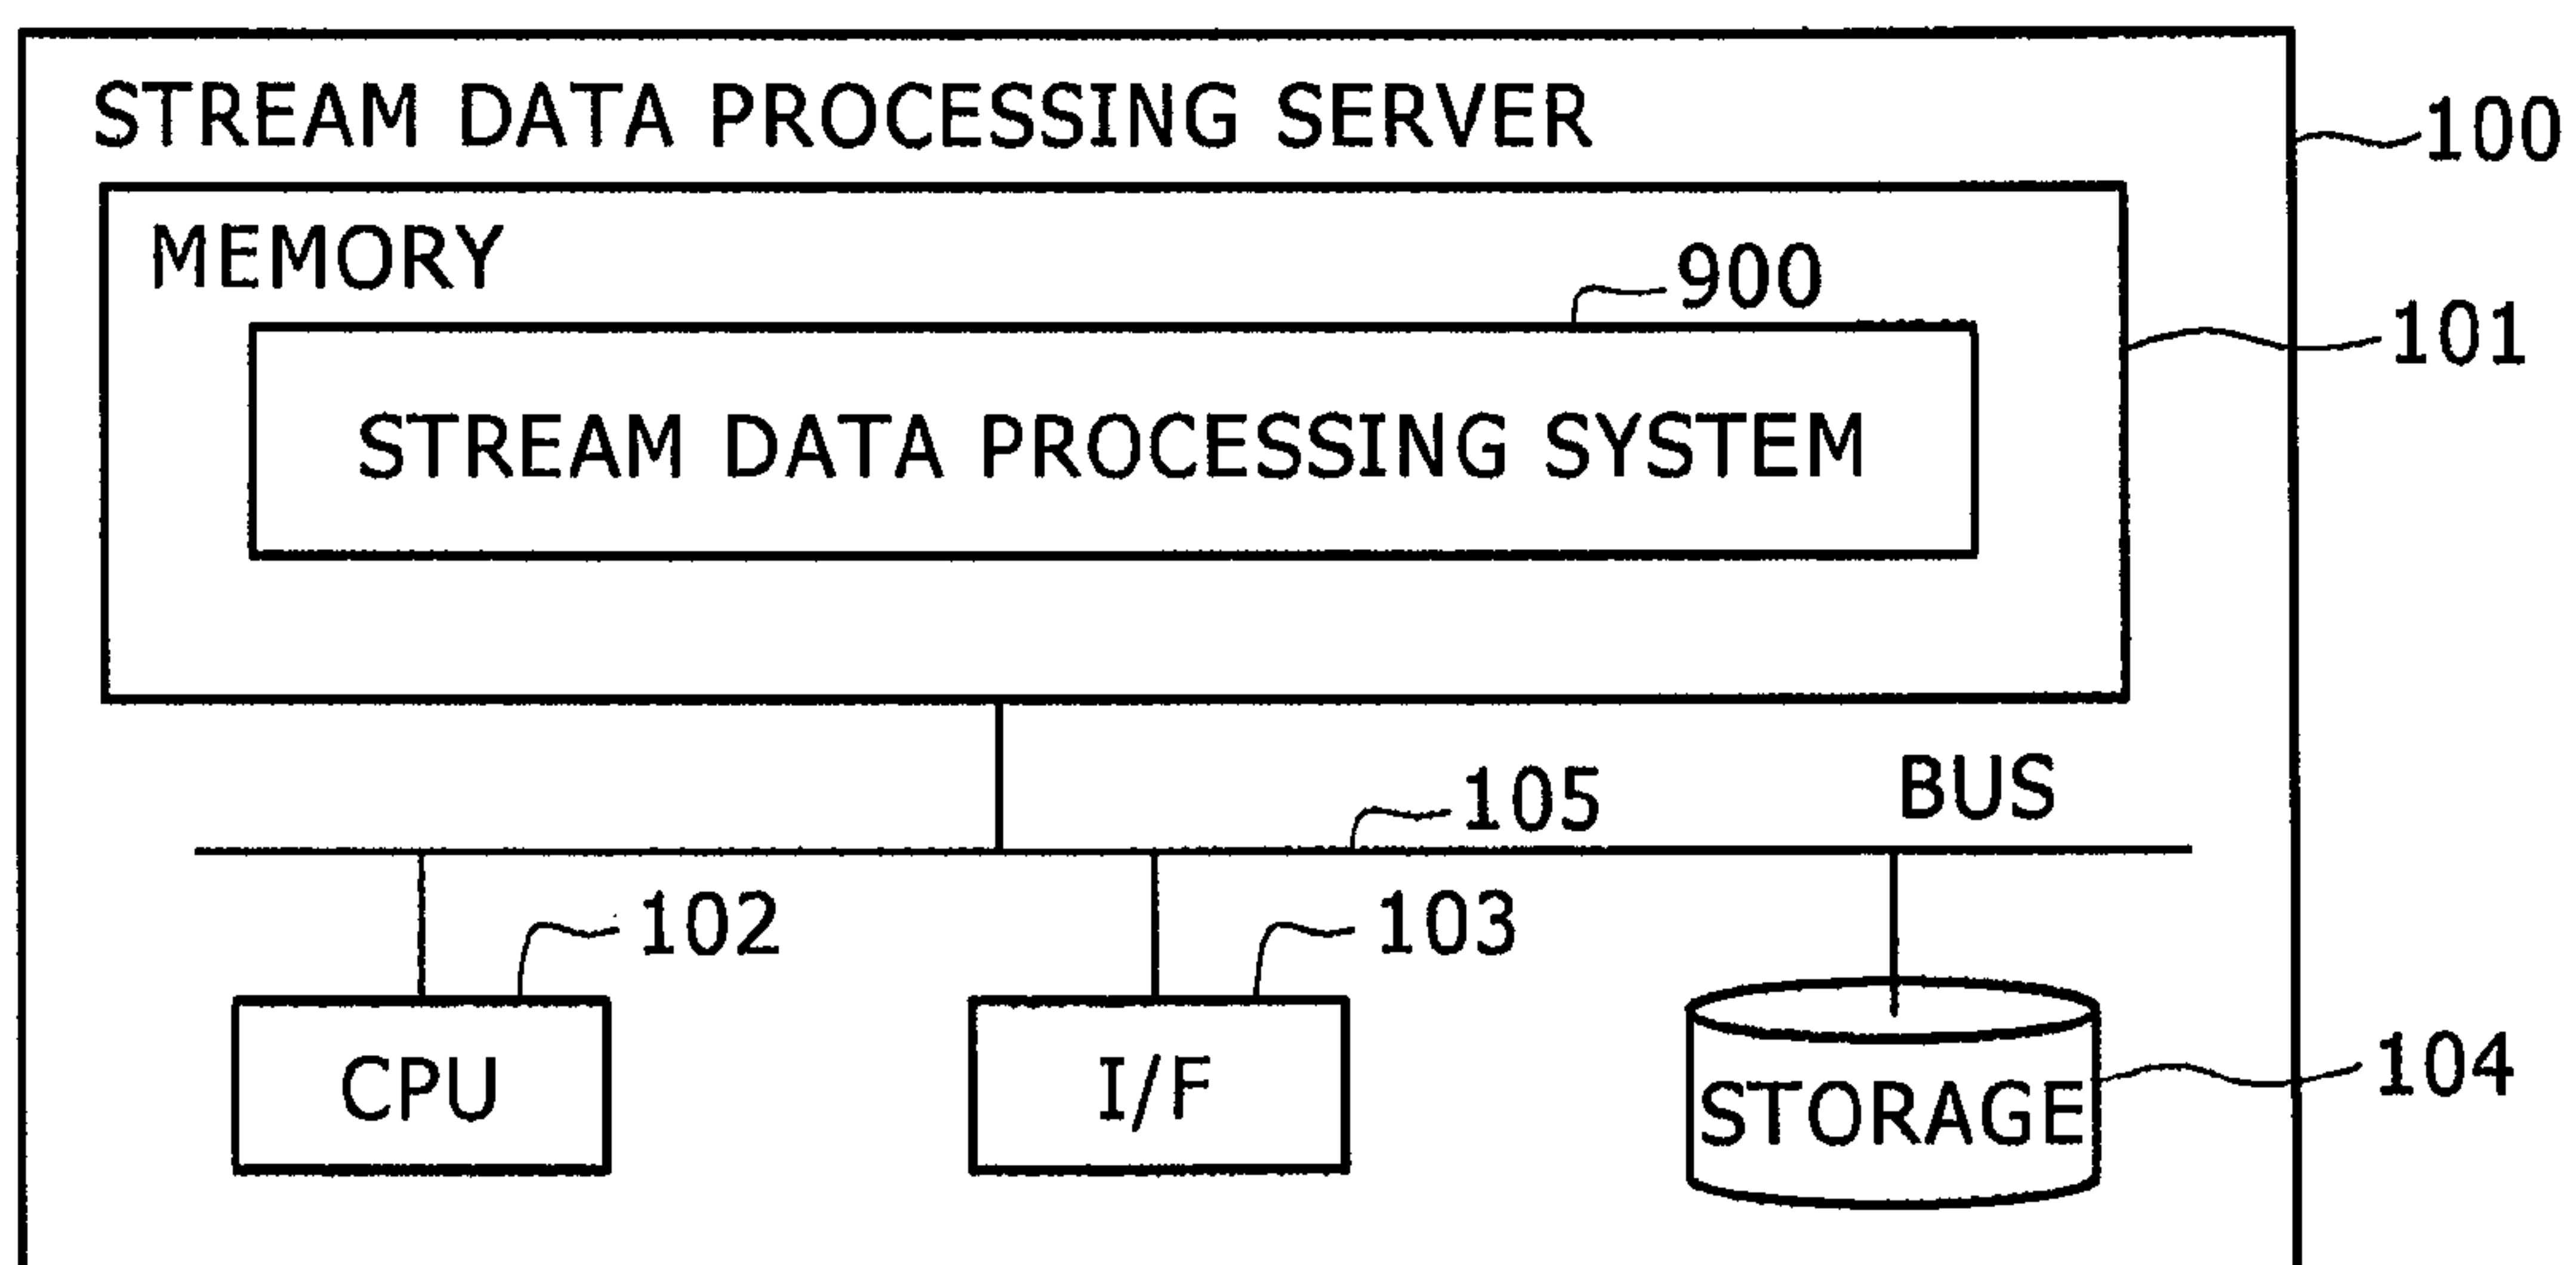 STREAM DATA PROCESSING SERVER
100
MEMORY
900
101
STREAM DATA PROCESSING SYSTEM
BUS
105
102
103
CPU
I/F
STORAGE
104